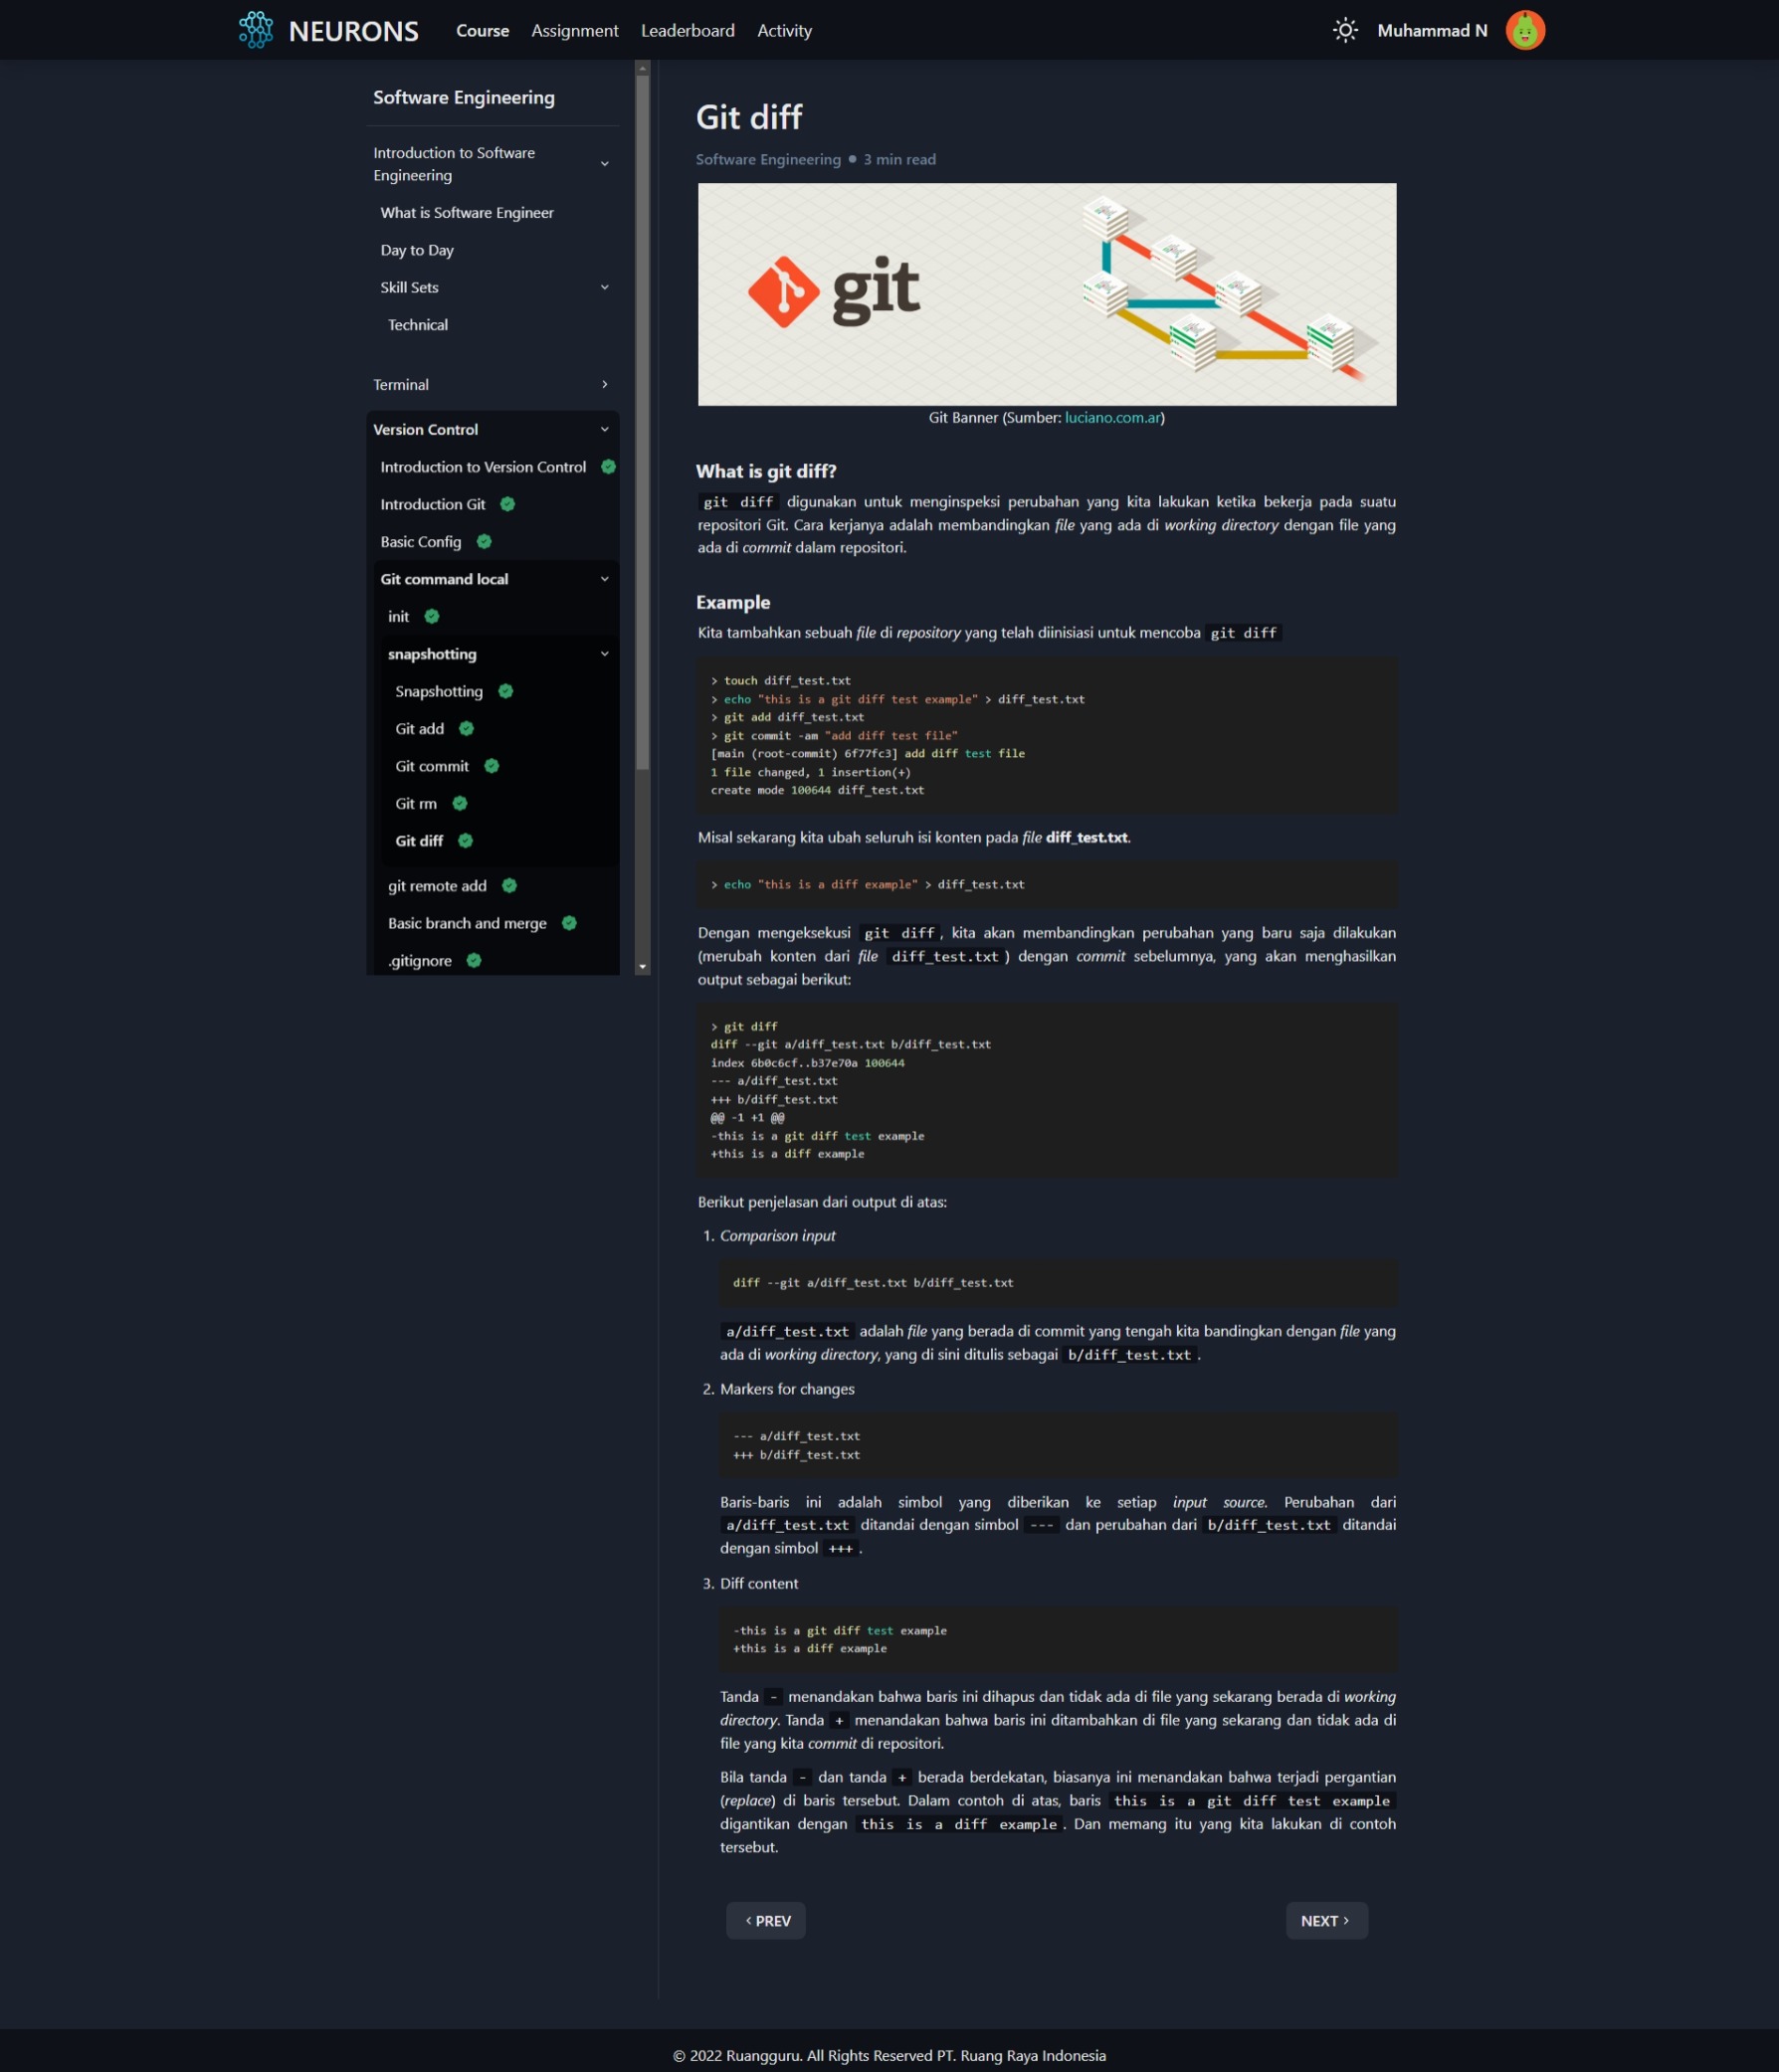 NEURONS
Course
Assignment
Leaderboard
Activity
Muhammad N
Software Engineering
Introduction to Software
Engineering
What is Software Engineer
Day to Day
Skill Sets
Technical
Terminal
Version Control
Introduction to Version Control
Introduction Git
Basic Config
Git command local
init
snapshotting
Snapshotting
Git add
Git commit
Git rm
Git diff
git remote add
Basic branch and merge
.gitignore
Git diff
Software Engineering • 3 min read
git
Git Banner (Sumber: luciano.com.ar)
What is git diff?
git diff digunakan untuk menginspeksi perubahan yang kita lakukan ketika bekerja pada suatu
repositori Git. Cara kerjanya adalah membandingkan file yang ada di working directory dengan file yang
ada di commit dalam repositori.
Example
Kita tambahkan sebuah file di repository yang telah diinisiasi untuk mencoba git diff
> touch diff_test.txt
> echo "this is a git diff test example" > diff_test.txt
> git add diff_test.txt
> git commit -am "add diff test file"
[main (root-commit) 6f77fc3] add diff test file
1 file changed, 1 insertion(+)
create mode 100644 diff_test.txt
Misal sekarang kita ubah seluruh isi konten pada file diff_test.txt.
> echo "this is a diff example" > diff_test.txt
Dengan mengeksekusi git diff, kita akan membandingkan perubahan yang baru saja dilakukan
(merubah konten dari file diff_test.txt) dengan commit sebelumnya, yang akan menghasilkan
output sebagai berikut:
> git diff
diff --git a/diff_test.txt b/diff_test.txt
index 6b0c6cf..b37e70a 100644
--- a/diff_test.txt
+++ b/diff_test.txt
@@ -1 +1 @@
-this is a git diff test example
+this is a diff example
Berikut penjelasan dari output di atas:
1. Comparison input
diff --git a/diff_test.txt b/diff_test.txt
a/diff_test.txt adalah file yang berada di commit yang tengah kita bandingkan dengan file yang
ada di working directory, yang di sini ditulis sebagai b/diff_test.txt.
2. Markers for changes
--- a/diff_test.txt
+++ b/diff_test.txt
Baris-baris ini adalah simbol yang diberikan ke setiap input source. Perubahan dari
a/diff_test.txt ditandai dengan simbol --- dan perubahan dari b/diff_test.txt ditandai
dengan simbol +++.
3. Diff content
-this is a git diff test example
+this is a diff example
Tanda - menandakan bahwa baris ini dihapus dan tidak ada di file yang sekarang berada di working
directory. Tanda + menandakan bahwa baris ini ditambahkan di file yang sekarang dan tidak ada di
file yang kita commit di repositori.
Bila tanda - dan tanda + berada berdekatan, biasanya ini menandakan bahwa terjadi pergantian
(replace) di baris tersebut. Dalam contoh di atas, baris this is a git diff test example
digantikan dengan this is a diff example. Dan memang itu yang kita lakukan di contoh
tersebut.
‹ PREV
NEXT ›
© 2022 Ruangguru. All Rights Reserved PT. Ruang Raya Indonesia